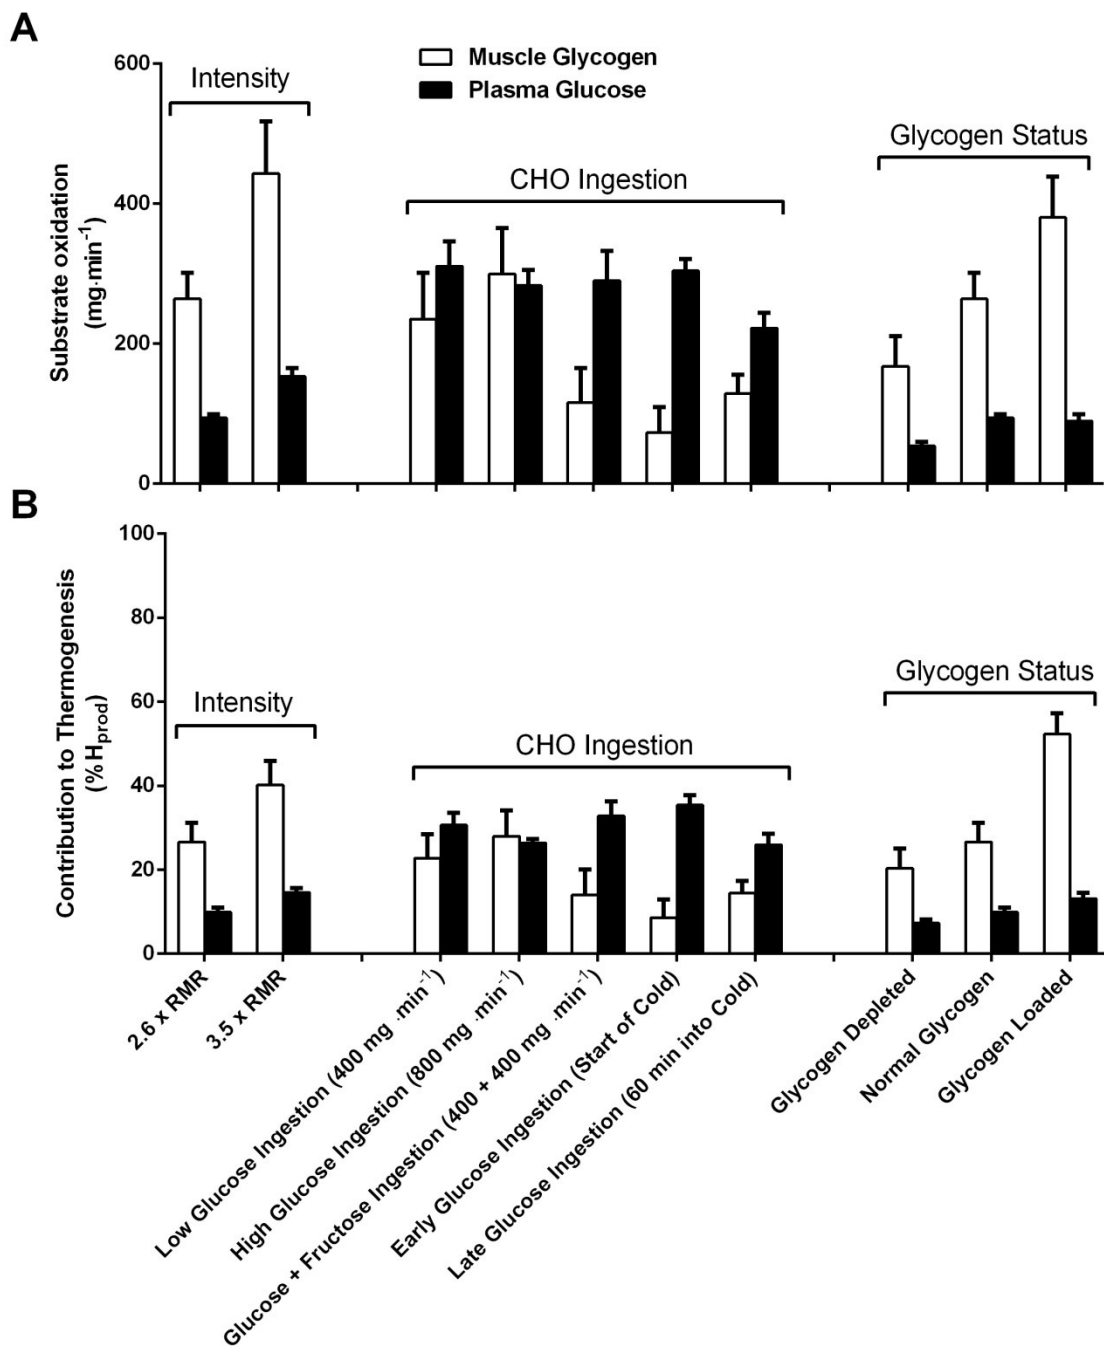 A
Muscle Glycogen
Plasma Glucose
Intensity
CHO Ingestion
Glycogen Status
600
400
200
0
Substrate oxidation
(mg·min⁻¹)
B
100
80
60
40
20
0
Contribution to Thermogenesis
(%H_prod)
Intensity
CHO Ingestion
Glycogen Status
2.6 x RMR
3.5 x RMR
Low Glucose Ingestion (400 mg ·min⁻¹)
High Glucose Ingestion (800 mg ·min⁻¹)
Glucose + Fructose Ingestion (400 + 400 mg ·min⁻¹)
Early Glucose Ingestion (Start of Cold)
Late Glucose Ingestion (60 min into Cold)
Glycogen Depleted
Normal Glycogen
Glycogen Loaded